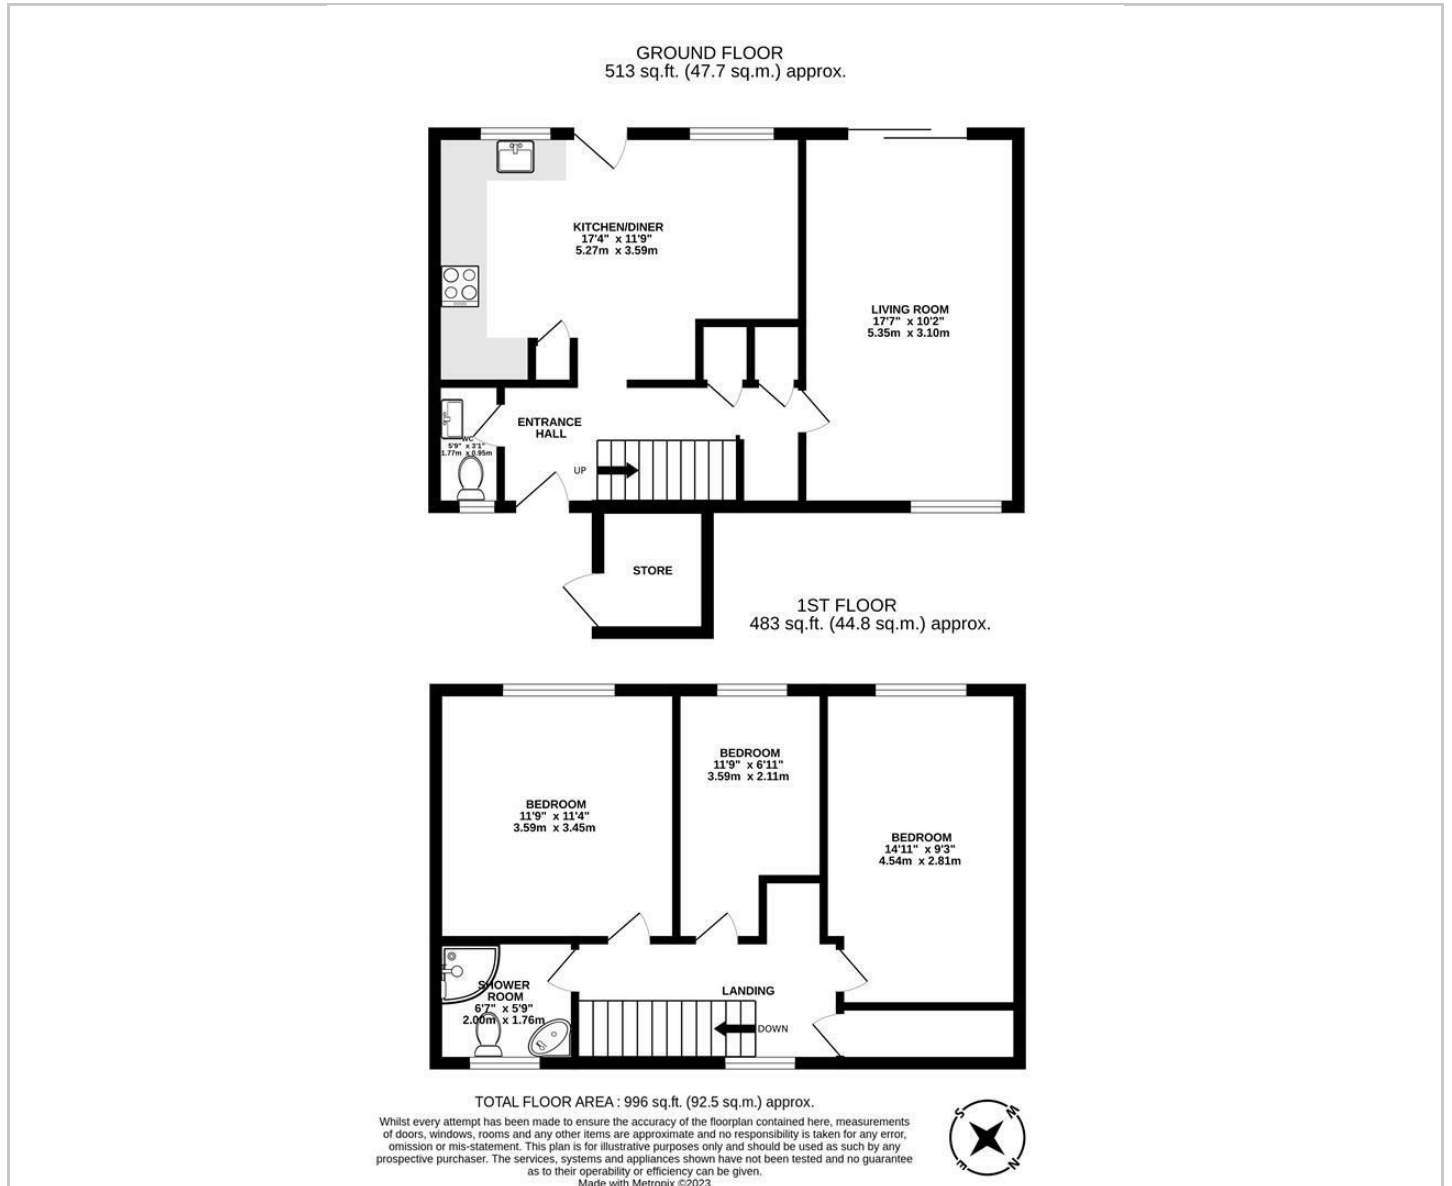 GROUND FLOOR
513 sq.ft. (47.7 sq.m.) approx.
KITCHEN/DINER
17'4" x 11'9"
5.27m x 3.59m
LIVING ROOM
17'7" x 10'2"
5.35m x 3.10m
ENTRANCE
HALL
WC
5'9" x 3'1"
1.77m x 0.95m
UP
STORE
1ST FLOOR
483 sq.ft. (44.8 sq.m.) approx.
BEDROOM
11'9" x 6'11"
3.59m x 2.11m
BEDROOM
11'9" x 11'4"
3.59m x 3.45m
BEDROOM
14'11" x 9'3"
4.54m x 2.81m
SHOWER
ROOM
6'7" x 5'9"
2.00m x 1.76m
LANDING
DOWN
TOTAL FLOOR AREA : 996 sq.ft. (92.5 sq.m.) approx.
Whilst every attempt has been made to ensure the accuracy of the floorplan contained here, measurements
of doors, windows, rooms and any other items are approximate and no responsibility is taken for any error,
omission or mis-statement. This plan is for illustrative purposes only and should be used as such by any
prospective purchaser. The services, systems and appliances shown have not been tested and no guarantee
as to their operability or efficiency can be given.
Made with Metropix ©2023
S
W
E
N